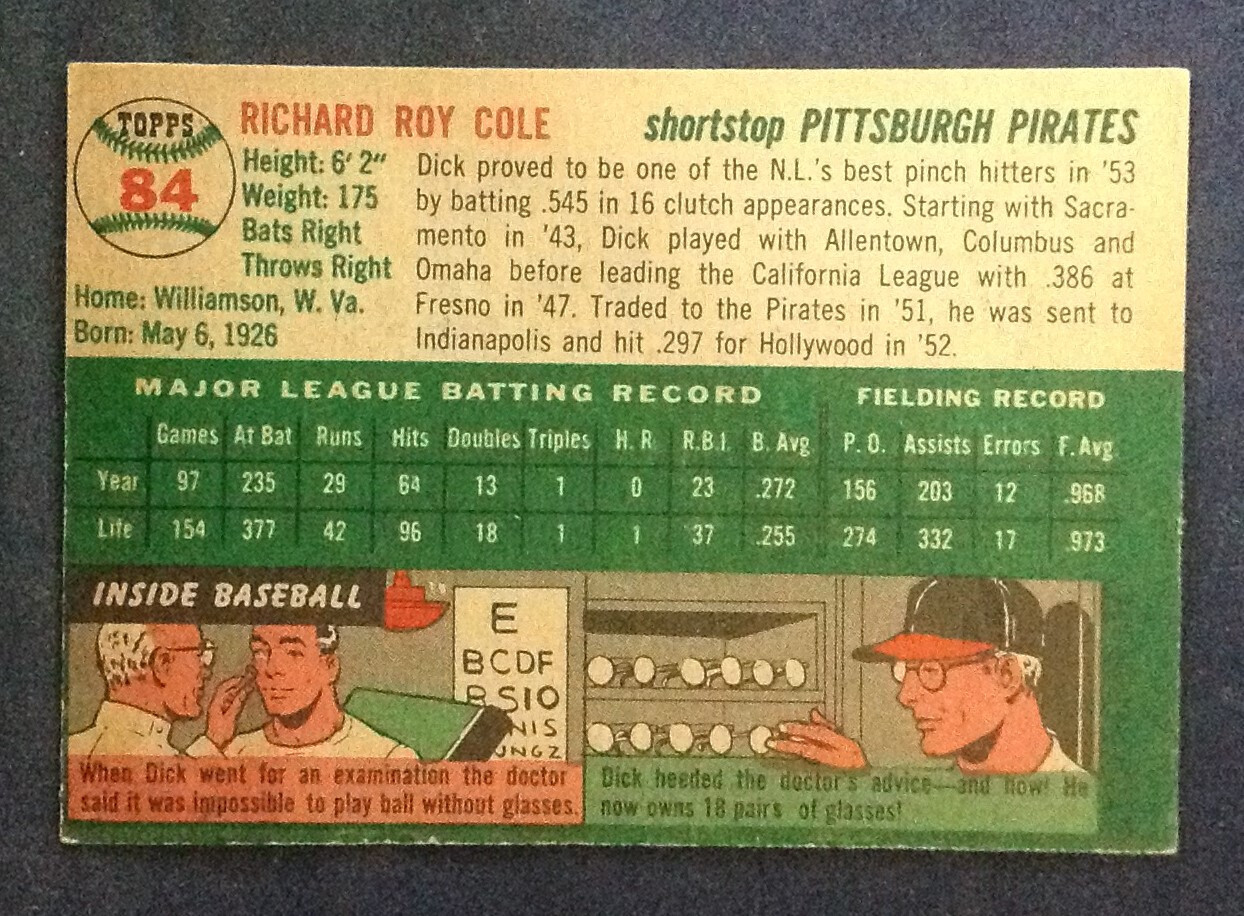 TOPPS
84
RICHARD ROY COLE
shortstop PITTSBURGH PIRATES
Height: 6' 2"
Weight: 175
Bats Right
Throws Right
Home: Williamson, W. Va.
Born: May 6, 1926
Dick proved to be one of the N.L.'s best pinch hitters in '53
by batting .545 in 16 clutch appearances. Starting with Sacra-
mento in '43, Dick played with Allentown, Columbus and
Omaha before leading the California League with .386 at
Fresno in '47. Traded to the Pirates in '51, he was sent to
Indianapolis and hit .297 for Hollywood in '52.
MAJOR LEAGUE BATTING RECORD FIELDING RECORD
Games At Bat Runs Hits Doubles Triples H. R. R.B.I. B. Avg P. O. Assists Errors F. Avg
Year 97 235 29 64 13 1 0 23 .272 156 203 12 .968
Life 154 377 42 96 18 1 1 37 .255 274 332 17 .973
INSIDE BASEBALL
E
BCDF
BSIO
NIS
UNGZ
When Dick went for an examination the doctor
said it was impossible to play ball without glasses.
Dick heeded the doctor's advice—and how! He
now owns 18 pairs of glasses!